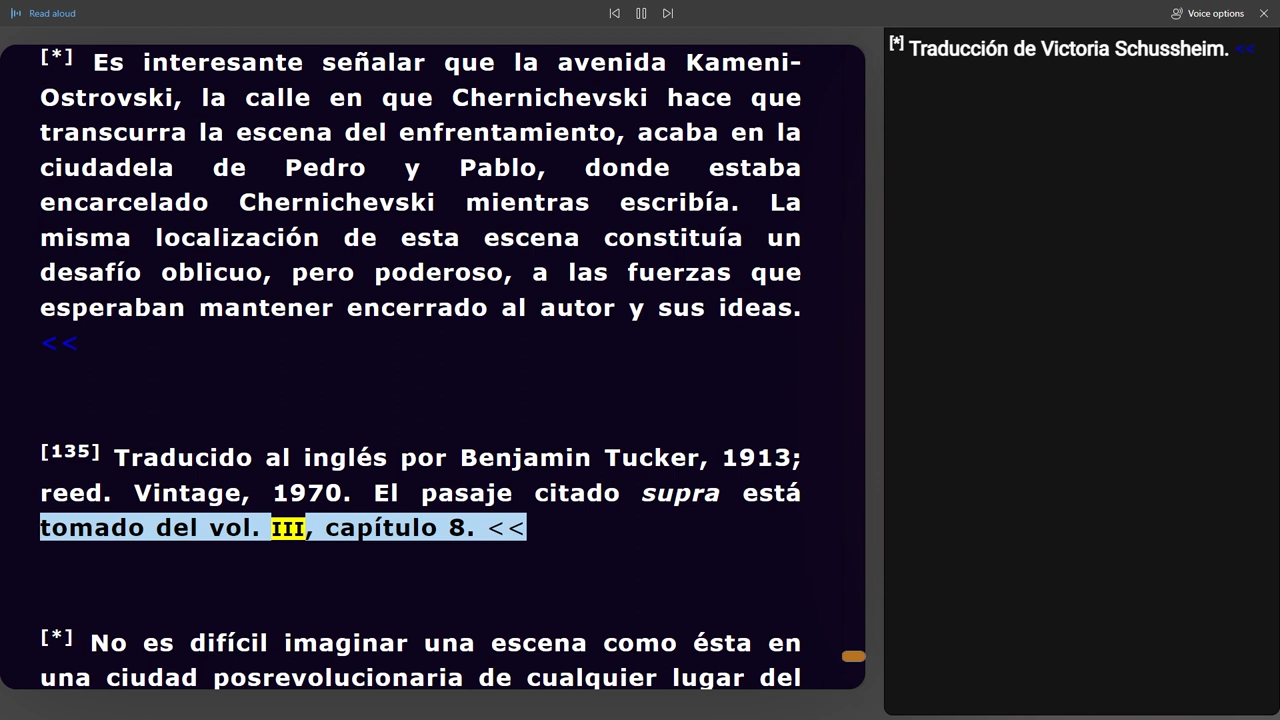 Read aloud
Voice options
[*] Es interesante señalar que la avenida Kameni-
Ostrovski, la calle en que Chernichevski hace que
transcurra la escena del enfrentamiento, acaba en la
ciudadela de Pedro y Pablo, donde estaba
encarcelado Chernichevski mientras escribía. La
misma localización de esta escena constituía un
desafío oblicuo, pero poderoso, a las fuerzas que
esperaban mantener encerrado al autor y sus ideas.
<<
[135] Traducido al inglés por Benjamin Tucker, 1913;
reed. Vintage, 1970. El pasaje citado supra está
tomado del vol. III, capítulo 8. <<
[*] No es difícil imaginar una escena como ésta en
una ciudad posrevolucionaria de cualquier lugar del
[*] Traducción de Victoria Schussheim. <<